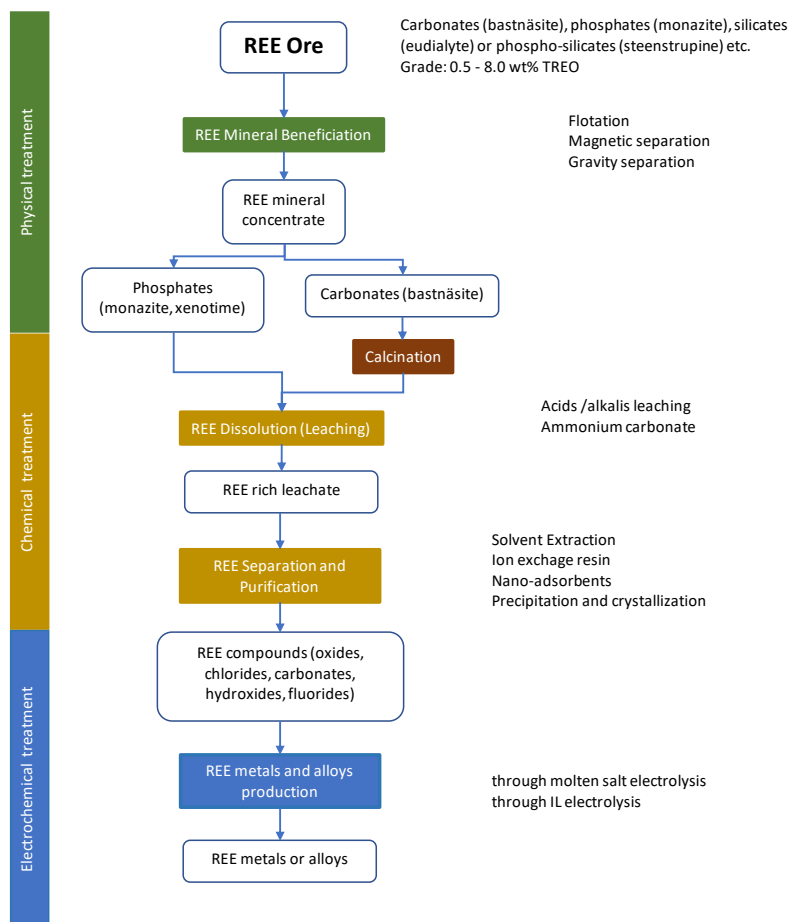 REE Ore
Carbonates (bastnäsite), phosphates (monazite), silicates
(eudialyte) or phospho-silicates (steenstrupine) etc.
Grade: 0.5 - 8.0 wt% TREO
Physical treatment
REE Mineral Beneficiation
Flotation
Magnetic separation
Gravity separation
REE mineral
concentrate
Phosphates
(monazite, xenotime)
Carbonates (bastnäsite)
Chemical treatment
Calcination
REE Dissolution (Leaching)
Acids /alkalis leaching
Ammonium carbonate
REE rich leachate
REE Separation and
Purification
Solvent Extraction
Ion exchage resin
Nano-adsorbents
Precipitation and crystallization
Electrochemical treatment
REE compounds (oxides,
chlorides, carbonates,
hydroxides, fluorides)
REE metals and alloys
production
through molten salt electrolysis
through IL electrolysis
REE metals or alloys